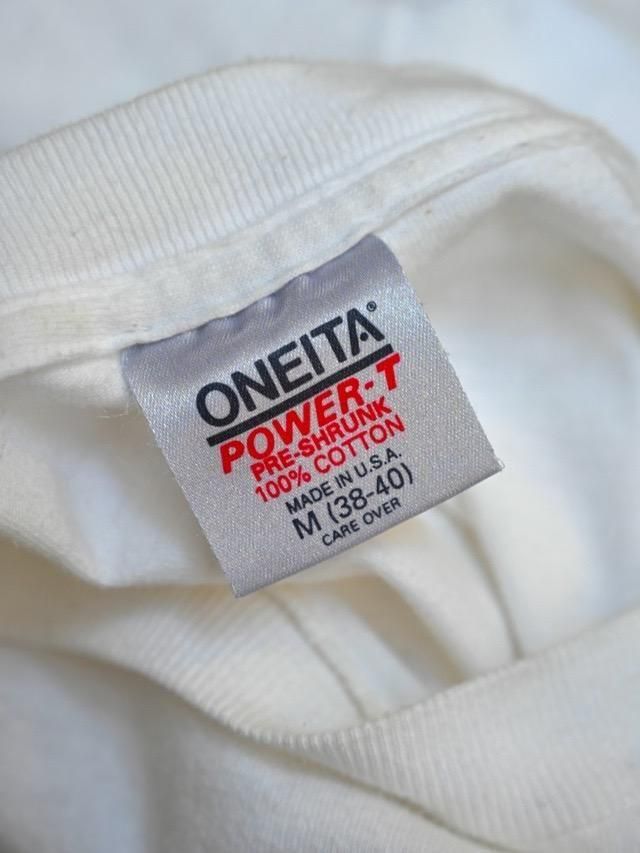 ONEITA®
POWER-T
PRE-SHRUNK
100% COTTON
MADE IN U.S.A.
M (38-40)
CARE OVER